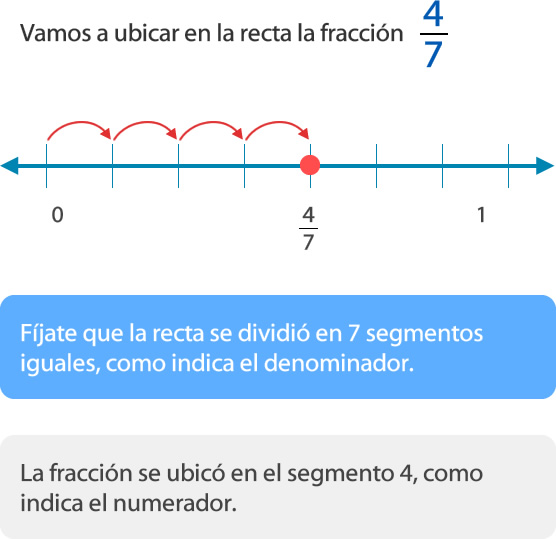 Vamos a ubicar en la recta la fracción 4/7
0 4/7 1
Fíjate que la recta se dividió en 7 segmentos
iguales, como indica el denominador.
La fracción se ubicó en el segmento 4, como
indica el numerador.